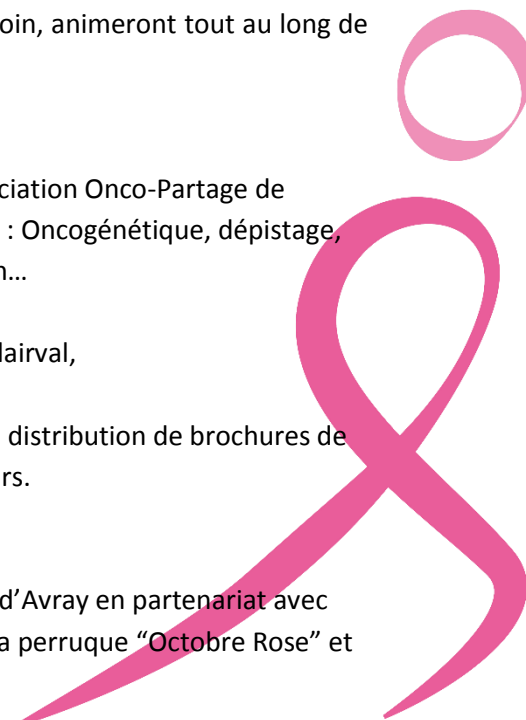 oin, animeront tout au long de
ciation Onco-Partage de
: Oncogénétique, dépistage,
n…
lairval,
distribution de brochures de
rs.
d’Avray en partenariat avec
a perruque “Octobre Rose” et